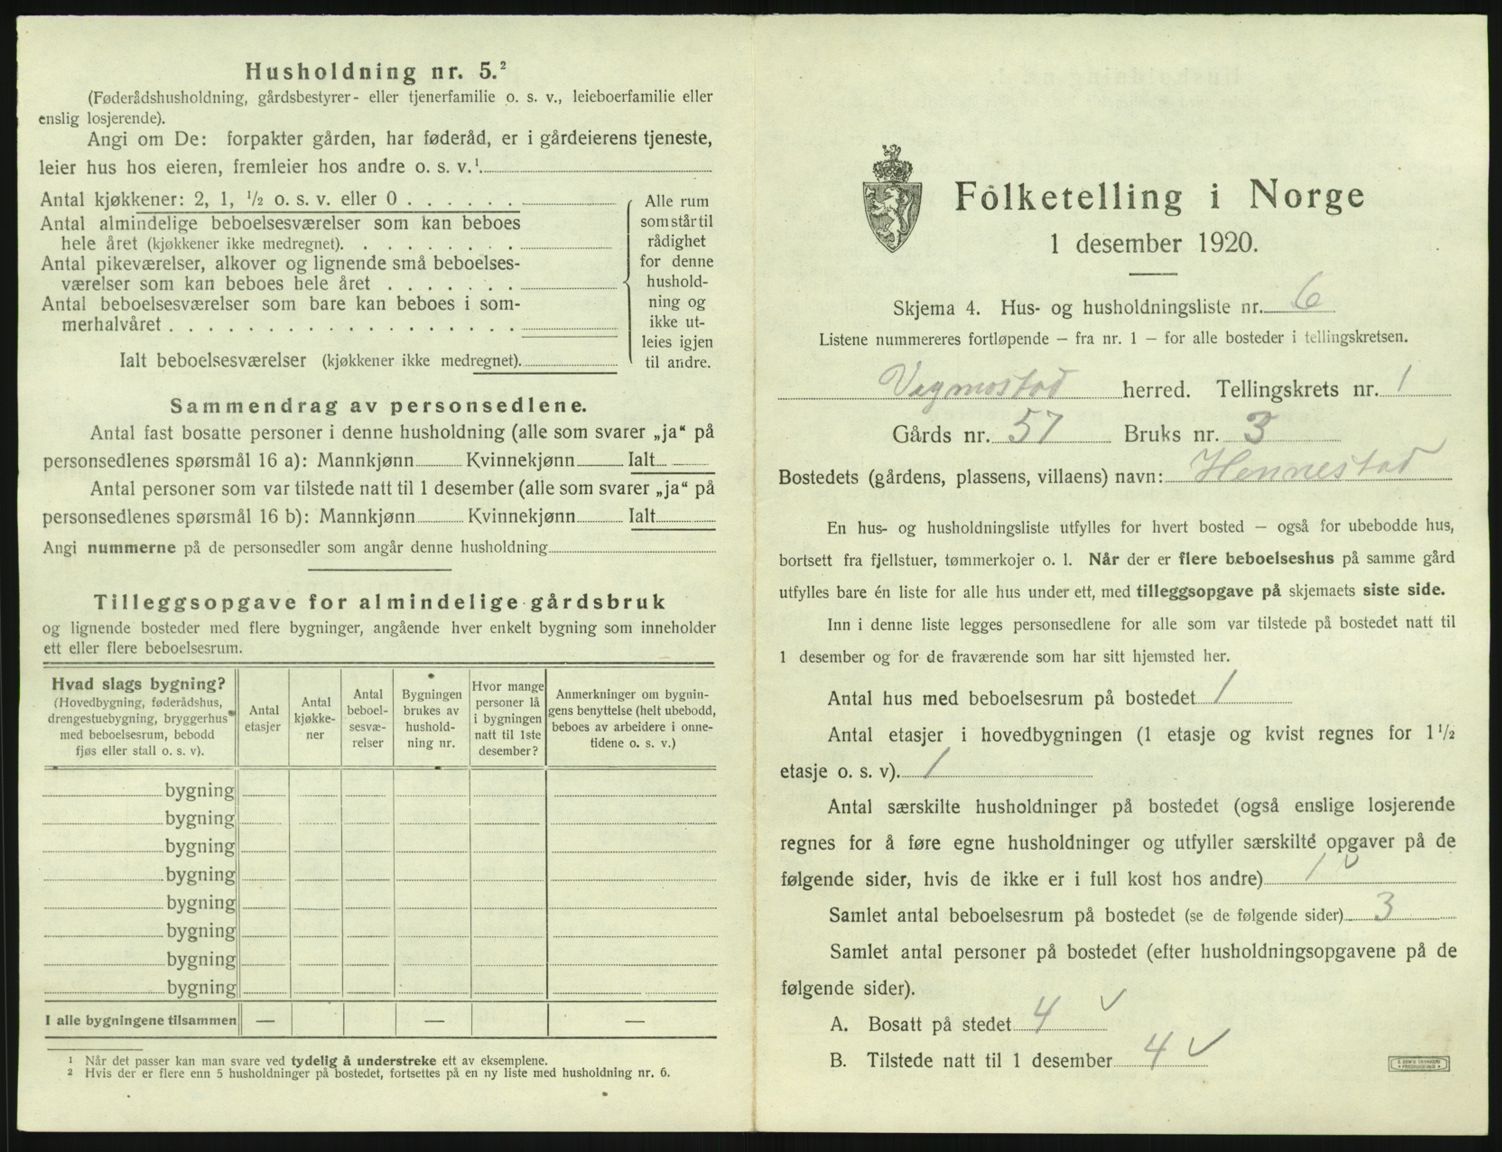 Husholdning nr. 5.²
(Føderådshusholdning, gårdsbestyrer- eller tjenerfamilie o. s. v., leieboerfamilie eller
enslig losjerende).
Angi om De: forpakter gården, har føderåd, er i gårdeierens tjeneste,
leier hus hos eieren, fremleier hos andre o. s. v.¹
Antal kjøkkener: 2, 1, ½ o. s. v. eller 0 . . . . . .
Antal almindelige beboelsesværelser som kan beboes
hele året (kjøkkener ikke medregnet). . . . . . . .
Antal pikeværelser, alkover og lignende små beboelses-
værelser som kan beboes hele året . . . . . . .
Antal beboelsesværelser som bare kan beboes i som-
merhalvåret . . . . . . . . . . . . . . . . . .
Ialt beboelsesværelser (kjøkkener ikke medregnet).
Alle rum
som står til
rådighet
for denne
hushold-
ning og
ikke ut-
leies igjen
til andre.
Sammendrag av personsedlene.
Antal fast bosatte personer i denne husholdning (alle som svarer „ja“ på
personsedlenes spørsmål 16 a): Mannkjønn Kvinnekjønn Ialt
Antal personer som var tilstede natt til 1 desember (alle som svarer „ja“ på
personsedlenes spørsmål 16 b): Mannkjønn Kvinnekjønn Ialt
Angi nummerne på de personsedler som angår denne husholdning
Tilleggsopgave for almindelige gårdsbruk
og lignende bosteder med flere bygninger, angående hver enkelt bygning som inneholder
ett eller flere beboelsesrum.
Hvad slags bygning?
(Hovedbygning, føderådshus,
drengestuebygning, bryggerhus
med beboelsesrum, bebodd
fjøs eller stall o. s. v).
Antal
etasjer
Antal
kjøkke-
ner
Antal
beboel-
sesvæ-
relser
Bygningen
brukes av
hushold-
ning nr.
Hvor mange
personer lå
i bygningen
natt til 1ste
desember?
Anmerkninger om bygnin-
gens benyttelse (helt ubebodd,
beboes av arbeidere i onne-
tidene o. s. v.)
bygning
bygning
bygning
bygning
bygning
bygning
bygning
bygning
I alle bygningene tilsammen — — —
¹ Når det passer kan man svare ved tydelig å understreke ett av eksemplene.
² Hvis der er flere enn 5 husholdninger på bostedet, fortsettes på en ny liste med husholdning nr. 6.
Folketelling i Norge
1 desember 1920.
Skjema 4. Hus- og husholdningsliste nr. 6
Listene nummereres fortløpende — fra nr. 1 — for alle bosteder i tellingskretsen.
Vegmostad herred. Tellingskrets nr. 1
Gårds nr. 57 Bruks nr. 3
Bostedets (gårdens, plassens, villaens) navn: Hennestad
En hus- og husholdningsliste utfylles for hvert bosted — også for ubebodde hus,
bortsett fra fjellstuer, tømmerkojer o. l. Når der er flere beboelseshus på samme gård
utfylles bare én liste for alle hus under ett, med tilleggsopgave på skjemaets siste side.
Inn i denne liste legges personsedlene for alle som var tilstede på bostedet natt til
1 desember og for de fraværende som har sitt hjemsted her.
Antal hus med beboelsesrum på bostedet 1
Antal etasjer i hovedbygningen (1 etasje og kvist regnes for 1 ½
etasje o. s. v). 1
Antal særskilte husholdninger på bostedet (også enslige losjerende
regnes for å føre egne husholdninger og utfyller særskilte opgaver på de
følgende sider, hvis de ikke er i full kost hos andre) 1 v
Samlet antal beboelsesrum på bostedet (se de følgende sider) 3
Samlet antal personer på bostedet (efter husholdningsopgavene på de
følgende sider).
A. Bosatt på stedet 4 v
B. Tilstede natt til 1 desember 4 v